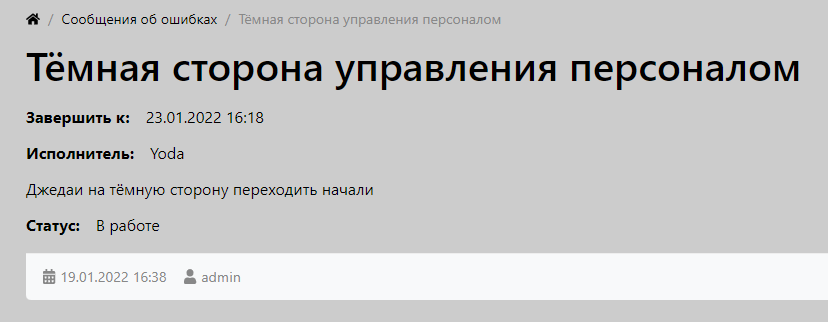 / Сообщения об ошибках / Тёмная сторона управления персоналом
Тёмная сторона управления персоналом
Завершить к: 23.01.2022 16:18
Исполнитель: Yoda
Джедаи на тёмную сторону переходить начали
Статус: В работе
19.01.2022 16:38 admin